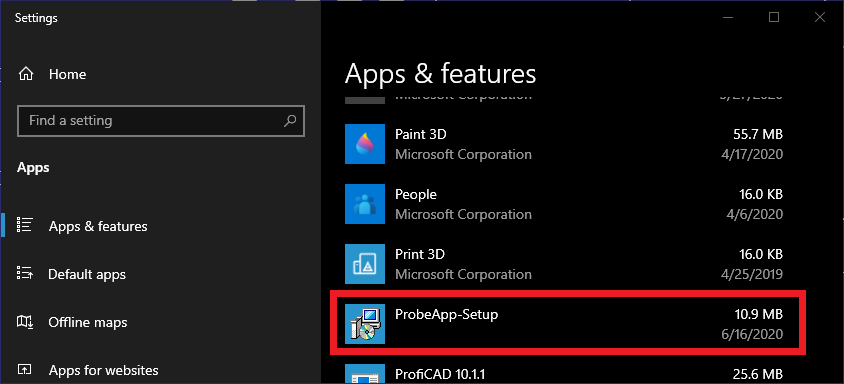 Settings
Home
Find a setting
Apps
Apps & features
Default apps
Offline maps
Apps for websites
Apps & features
Microsoft Corporation 3/27/2020
Paint 3D 55.7 MB
Microsoft Corporation 4/17/2020
People 16.0 KB
Microsoft Corporation 4/6/2020
Print 3D 16.0 KB
Microsoft Corporation 4/25/2019
ProbeApp-Setup 10.9 MB
6/16/2020
ProfiCAD 10.1.1 25.6 MB